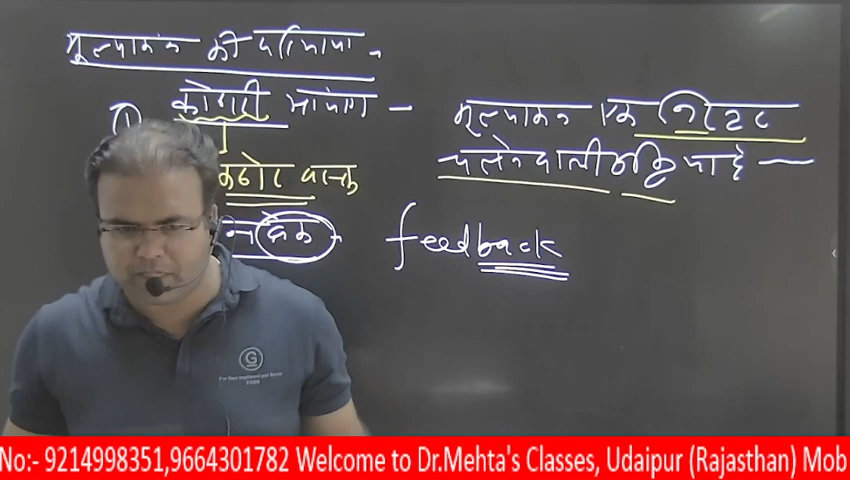 मूल्यांकन की परिभाषा -
① कोठारी आयोग - मूल्यांकन एक निरंतर
चलने वाली प्रक्रिया है —
कठोर
feedback
G
No:- 9214998351,9664301782 Welcome to Dr.Mehta's Classes, Udaipur (Rajasthan) Mob